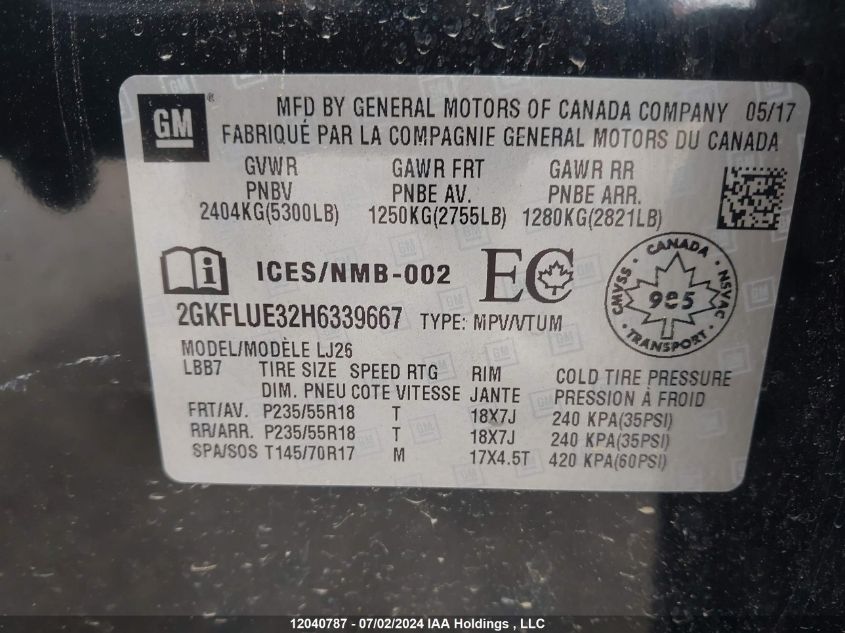 GM ® MFD BY GENERAL MOTORS OF CANADA COMPANY 05/17
FABRIQUÉ PAR LA COMPAGNIE GENERAL MOTORS DU CANADA
GVWR GAWR FRT GAWR RR
PNBV PNBE AV. PNBE ARR.
2404KG(5300LB) 1250KG(2755LB) 1280KG(2821LB)
i ICES/NMB-002 EC CANADA NSVAC TRANSPORT CMVSS 905
2GKFLUE32H6339667 TYPE: MPV/VTUM
MODEL/MODÈLE LJ26
LBB7 TIRE SIZE SPEED RTG RIM COLD TIRE PRESSURE
DIM. PNEU COTE VITESSE JANTE PRESSION À FROID
FRT/AV. P235/55R18 T 18X7J 240 KPA(35PSI)
RR/ARR. P235/55R18 T 18X7J 240 KPA(35PSI)
SPA/SOS T145/70R17 M 17X4.5T 420 KPA(60PSI)
12040787 - 07/02/2024 IAA Holdings , LLC